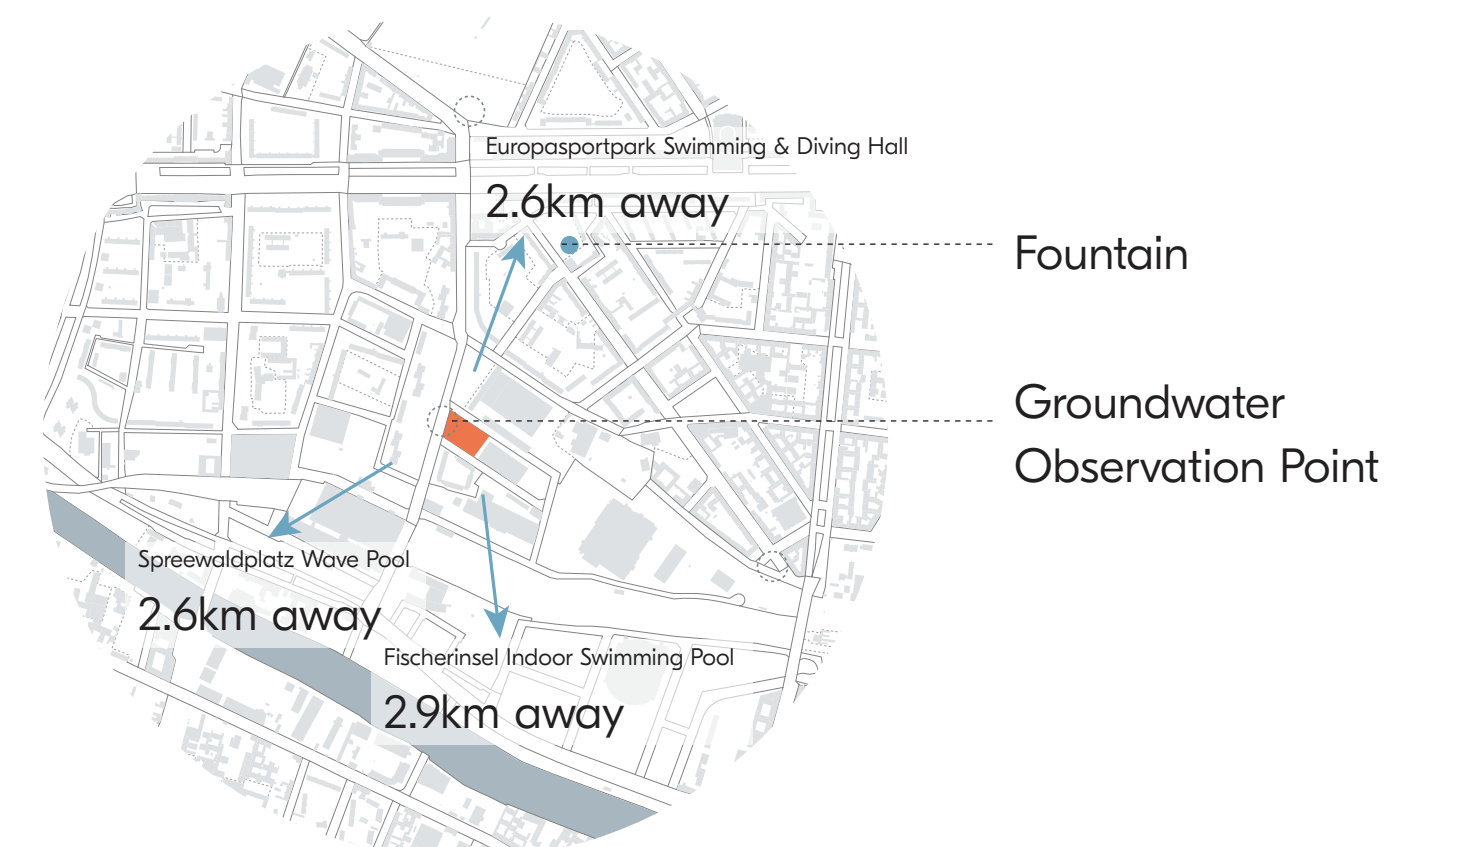 Europasportpark Swimming & Diving Hall
2.6km away
Fountain
Groundwater
Observation Point
Spreewaldplatz Wave Pool
2.6km away
Fischerinsel Indoor Swimming Pool
2.9km away